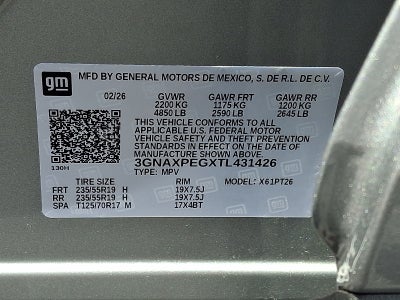 gm
MFD BY GENERAL MOTORS DE MEXICO, S. DE R.L. DE C.V.
02/26 GVWR GAWR FRT GAWR RR
2200 KG 1175 KG 1200 KG
4850 LB 2590 LB 2645 LB
THIS VEHICLE CONFORMS TO ALL
APPLICABLE U.S. FEDERAL MOTOR
VEHICLE SAFETY AND THEFT PREVENTION
STANDARDS IN EFFECT ON THE DATE OF
MANUFACTURE SHOWN ABOVE.
3GNAXPEGXTL431426
130H TYPE: MPV
TIRE SIZE RIM MODEL: X61PT26
FRT 235/55R19 H 19X7.5J
RR 235/55R19 H 19X7.5J
SPA T125/70R17 M 17X4BT